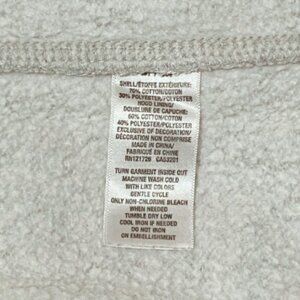 SHELL/ÉTOFFE EXTÉRIEURE:
70% COTTON/COTON
30% POLYESTER/POLYESTER
HOOD LINING/
DOUBLURE DE CAPUCHE:
60% COTTON/COTON
40% POLYESTER/POLYESTER
EXCLUSIVE OF DECORATION/
DÉCORATION NON COMPRISE
MADE IN CHINA/
FABRIQUÉ EN CHINE
RN121726 CA53201
TURN GARMENT INSIDE OUT
MACHINE WASH COLD
WITH LIKE COLORS
GENTLE CYCLE
ONLY NON-CHLORINE BLEACH
WHEN NEEDED
TUMBLE DRY LOW
COOL IRON IF NEEDED
DO NOT IRON
ON EMBELLISHMENT